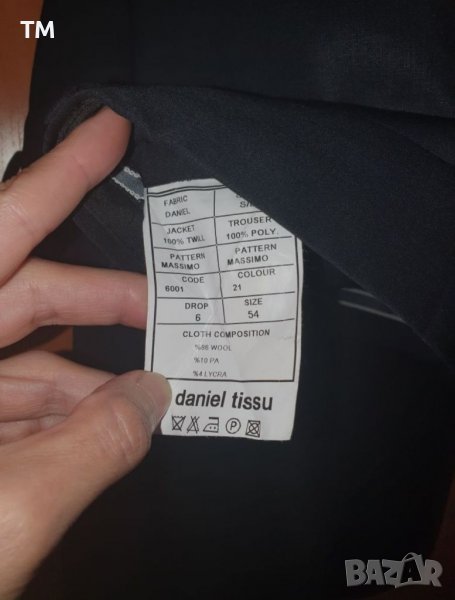 TM
FABRIC
DANIEL
JACKET TROUSER
100% TWILL 100% POLY.
PATTERN PATTERN
MASSIMO MASSIMO
CODE COLOUR
6001 21
DROP SIZE
6 54
CLOTH COMPOSITION
%86 WOOL
%10 PA
%4 LYCRA
daniel tissu
P
BAZAR